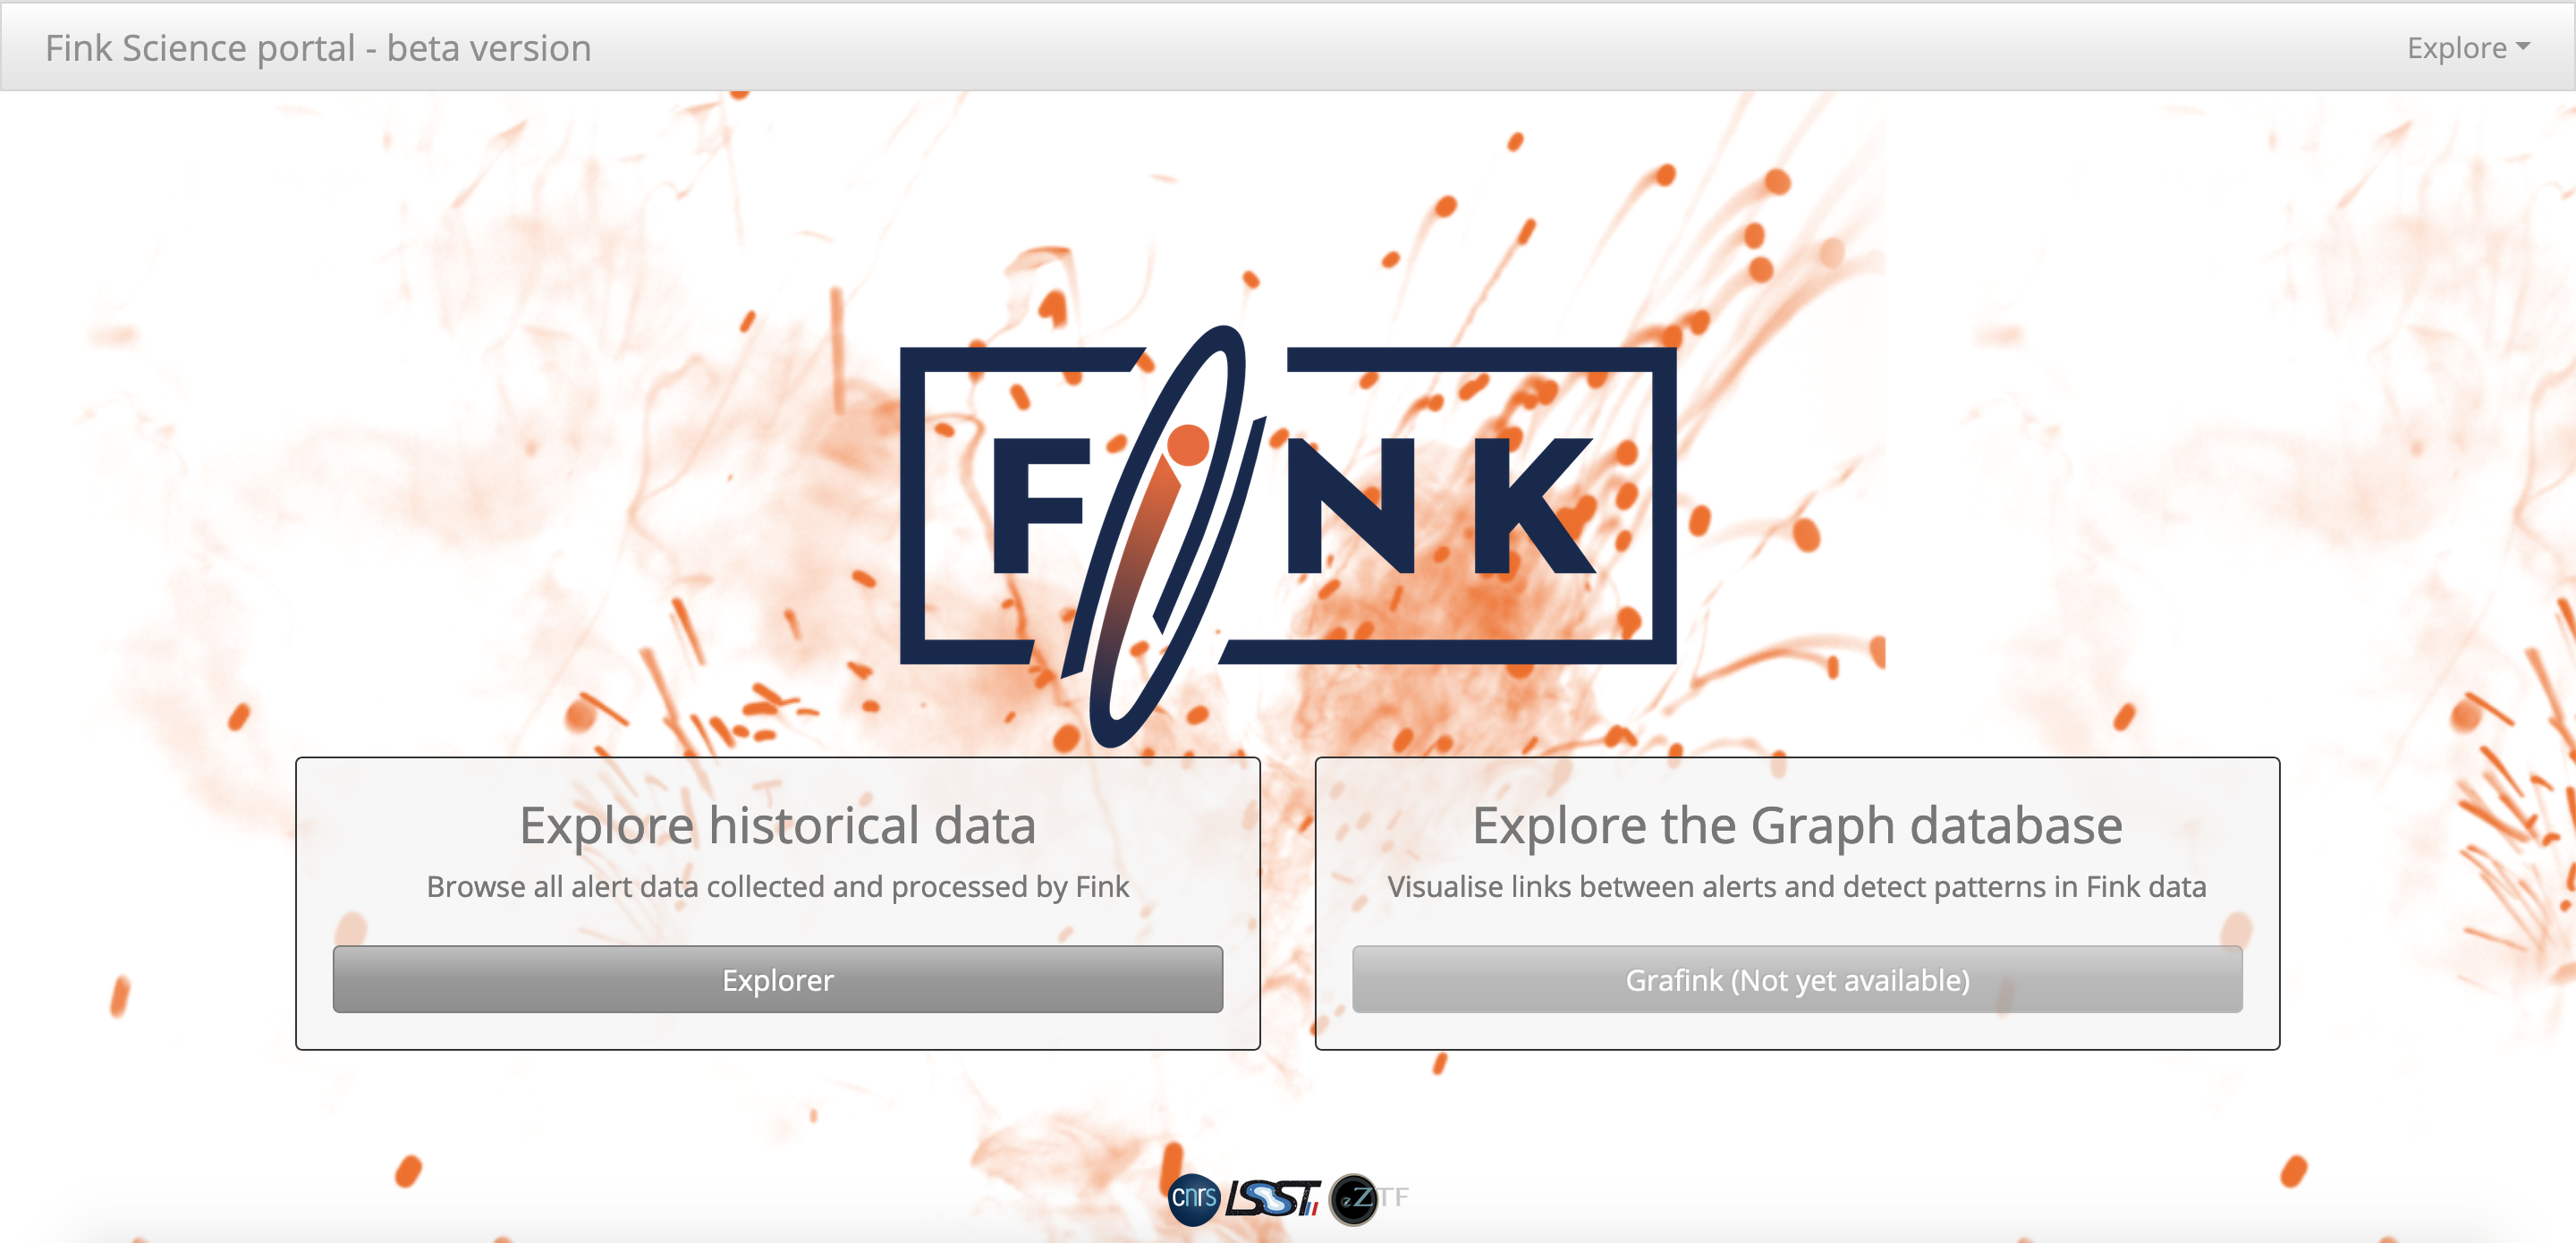 Fink Science portal - beta version
Explore
FiNK
Explore historical data
Browse all alert data collected and processed by Fink
Explorer
Explore the Graph database
Visualise links between alerts and detect patterns in Fink data
Grafink (Not yet available)
cnrs LSST ZTF